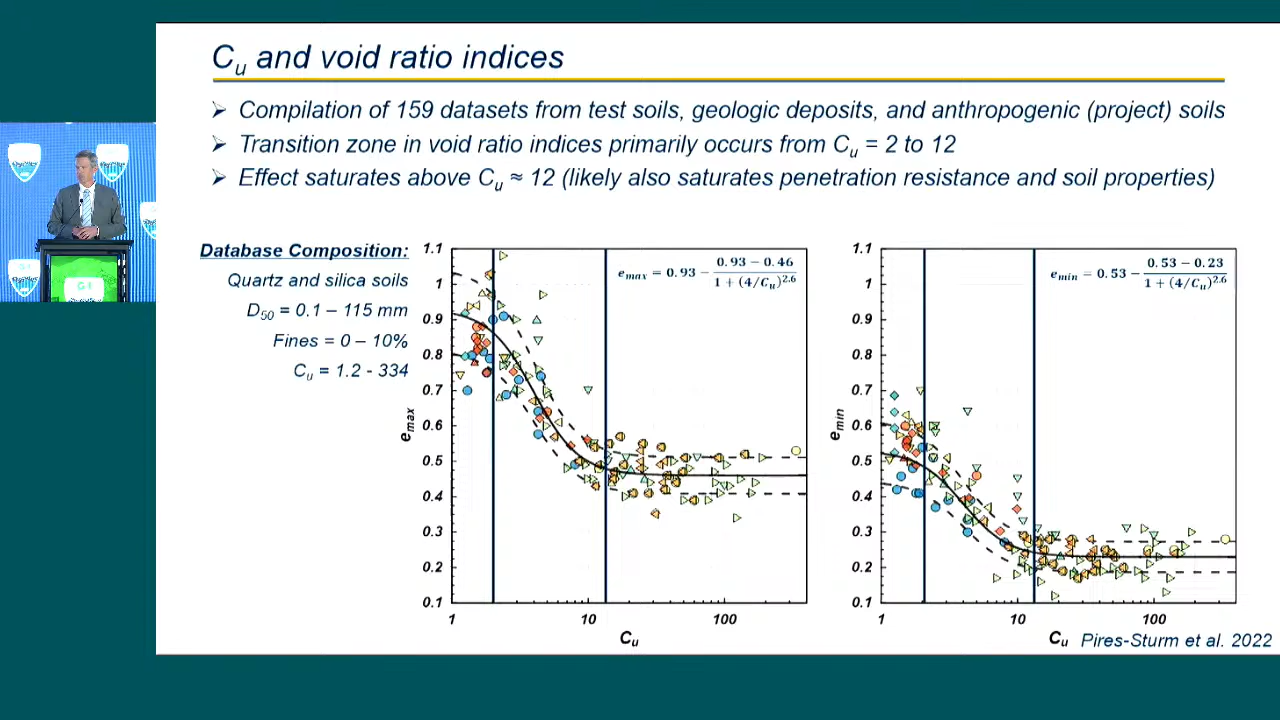 Cu and void ratio indices
Compilation of 159 datasets from test soils, geologic deposits, and anthropogenic (project) soils
Transition zone in void ratio indices primarily occurs from Cu = 2 to 12
Effect saturates above Cu ≈ 12 (likely also saturates penetration resistance and soil properties)
Database Composition:
Quartz and silica soils
D50 = 0.1 – 115 mm
Fines = 0 – 10%
Cu = 1.2 - 334
1.1
1
0.9
0.8
0.7
0.6
0.5
0.4
0.3
0.2
0.1
emax
1 10 100
Cu
emax = 0.93 − (0.93 − 0.46) / (1 + (4/Cu)^2.6)
1.1
1
0.9
0.8
0.7
0.6
0.5
0.4
0.3
0.2
0.1
emin
1 10 100
Cu
emin = 0.53 − (0.53 − 0.23) / (1 + (4/Cu)^2.6)
Pires-Sturm et al. 2022